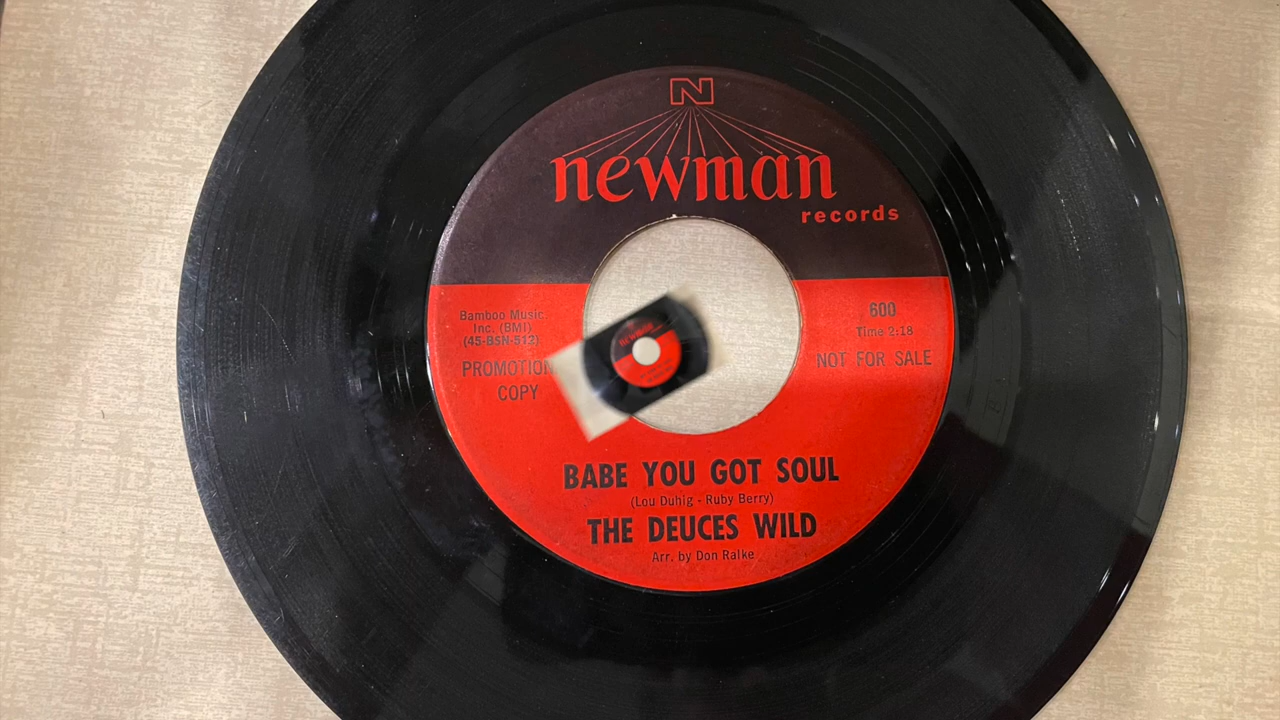 N
newman
records
Bamboo Music,
Inc. (BMI)
(45-BSN-512)
PROMOTION
COPY
600
Time 2:18
NOT FOR SALE
BABE YOU GOT SOUL
(Lou Duhig - Ruby Berry)
THE DEUCES WILD
Arr. by Don Ralke
newman